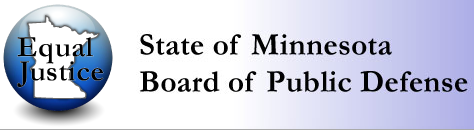 Equal
Justice
State of Minnesota
Board of Public Defense